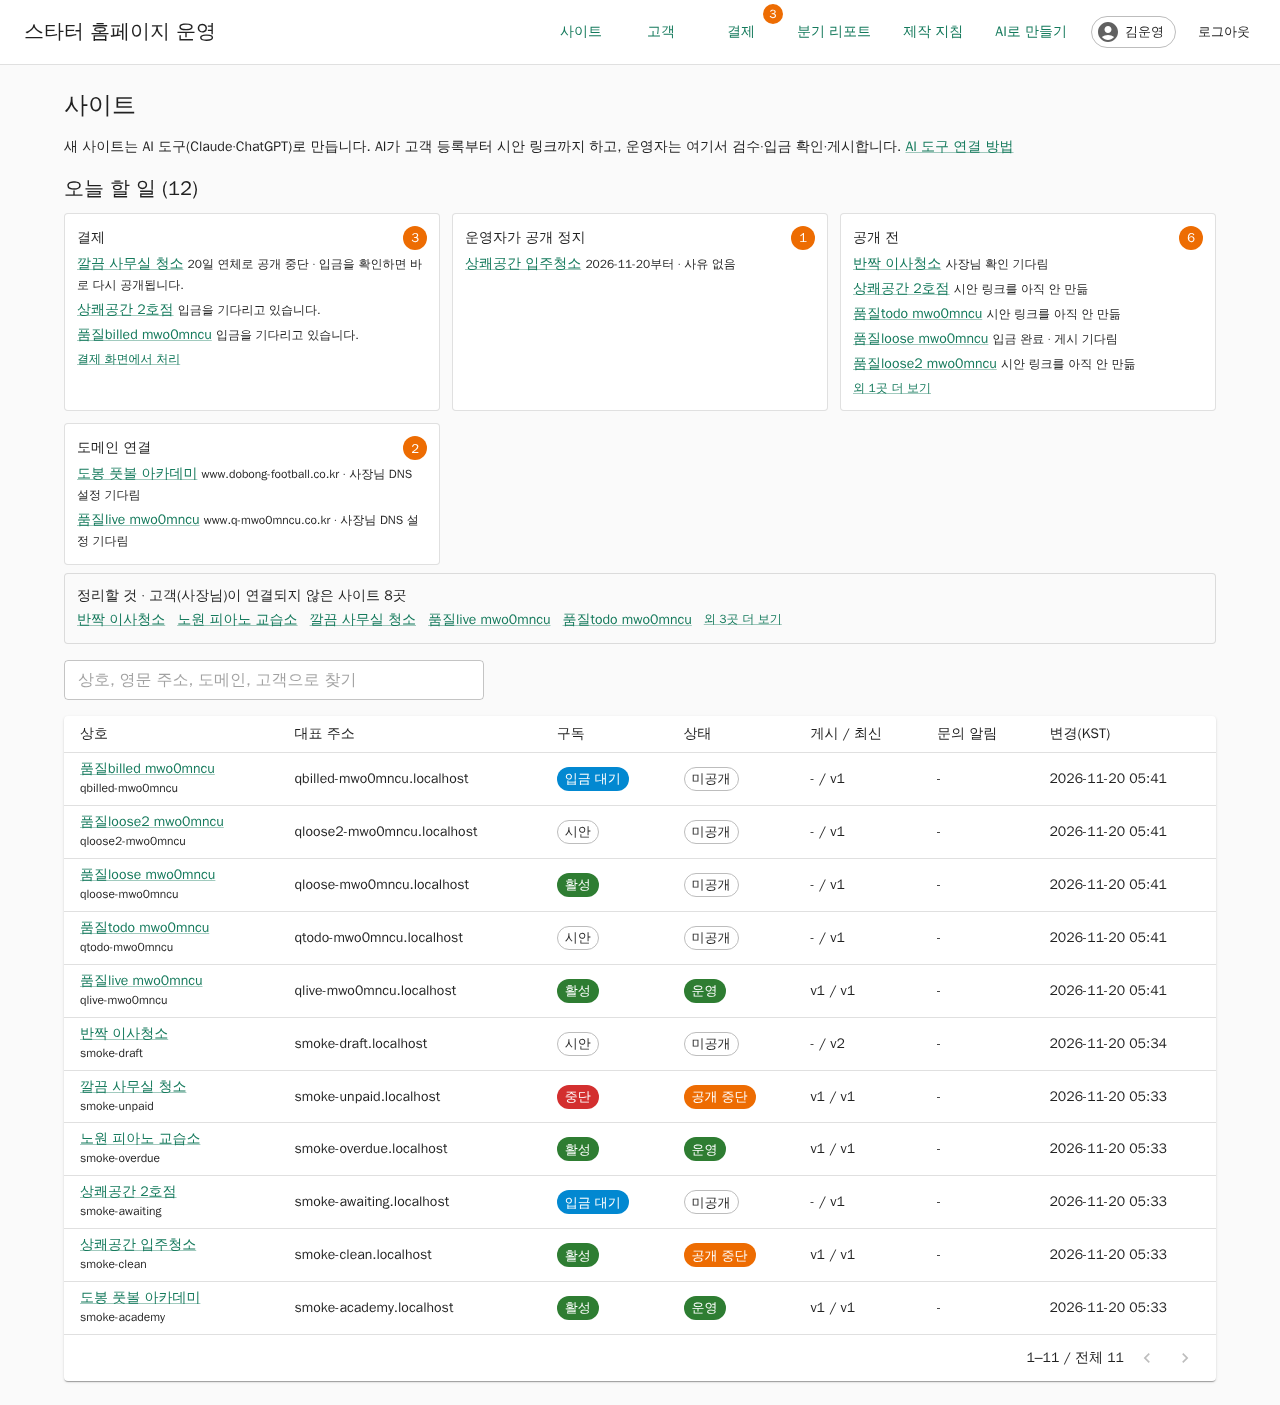 스타터 홈페이지 운영
사이트
고객
결제
3
분기 리포트
제작 지침
AI로 만들기
김운영
로그아웃
사이트
새 사이트는 AI 도구(Claude·ChatGPT)로 만듭니다. AI가 고객 등록부터 시안 링크까지 하고, 운영자는 여기서 검수·입금 확인·게시합니다. AI 도구 연결 방법
오늘 할 일 (12)
결제
3
깔끔 사무실 청소 20일 연체로 공개 중단 · 입금을 확인하면 바
로 다시 공개됩니다.
상쾌공간 2호점 입금을 기다리고 있습니다.
품질billed mwo0mncu 입금을 기다리고 있습니다.
결제 화면에서 처리
운영자가 공개 정지
1
상쾌공간 입주청소 2026-11-20부터 · 사유 없음
공개 전
6
반짝 이사청소 사장님 확인 기다림
상쾌공간 2호점 시안 링크를 아직 안 만듦
품질todo mwo0mncu 시안 링크를 아직 안 만듦
품질loose mwo0mncu 입금 완료 · 게시 기다림
품질loose2 mwo0mncu 시안 링크를 아직 안 만듦
외 1곳 더 보기
도메인 연결
2
도봉 풋볼 아카데미 www.dobong-football.co.kr · 사장님 DNS
설정 기다림
품질live mwo0mncu www.q-mwo0mncu.co.kr · 사장님 DNS 설
정 기다림
정리할 것 · 고객(사장님)이 연결되지 않은 사이트 8곳
반짝 이사청소 노원 피아노 교습소 깔끔 사무실 청소 품질live mwo0mncu 품질todo mwo0mncu 외 3곳 더 보기
상호, 영문 주소, 도메인, 고객으로 찾기
상호 대표 주소 구독 상태 게시 / 최신 문의 알림 변경(KST)
품질billed mwo0mncu
qbilled-mwo0mncu
qbilled-mwo0mncu.localhost 입금 대기 미공개 - / v1 - 2026-11-20 05:41
품질loose2 mwo0mncu
qloose2-mwo0mncu
qloose2-mwo0mncu.localhost 시안 미공개 - / v1 - 2026-11-20 05:41
품질loose mwo0mncu
qloose-mwo0mncu
qloose-mwo0mncu.localhost 활성 미공개 - / v1 - 2026-11-20 05:41
품질todo mwo0mncu
qtodo-mwo0mncu
qtodo-mwo0mncu.localhost 시안 미공개 - / v1 - 2026-11-20 05:41
품질live mwo0mncu
qlive-mwo0mncu
qlive-mwo0mncu.localhost 활성 운영 v1 / v1 - 2026-11-20 05:41
반짝 이사청소
smoke-draft
smoke-draft.localhost 시안 미공개 - / v2 - 2026-11-20 05:34
깔끔 사무실 청소
smoke-unpaid
smoke-unpaid.localhost 중단 공개 중단 v1 / v1 - 2026-11-20 05:33
노원 피아노 교습소
smoke-overdue
smoke-overdue.localhost 활성 운영 v1 / v1 - 2026-11-20 05:33
상쾌공간 2호점
smoke-awaiting
smoke-awaiting.localhost 입금 대기 미공개 - / v1 - 2026-11-20 05:33
상쾌공간 입주청소
smoke-clean
smoke-clean.localhost 활성 공개 중단 v1 / v1 - 2026-11-20 05:33
도봉 풋볼 아카데미
smoke-academy
smoke-academy.localhost 활성 운영 v1 / v1 - 2026-11-20 05:33
1–11 / 전체 11